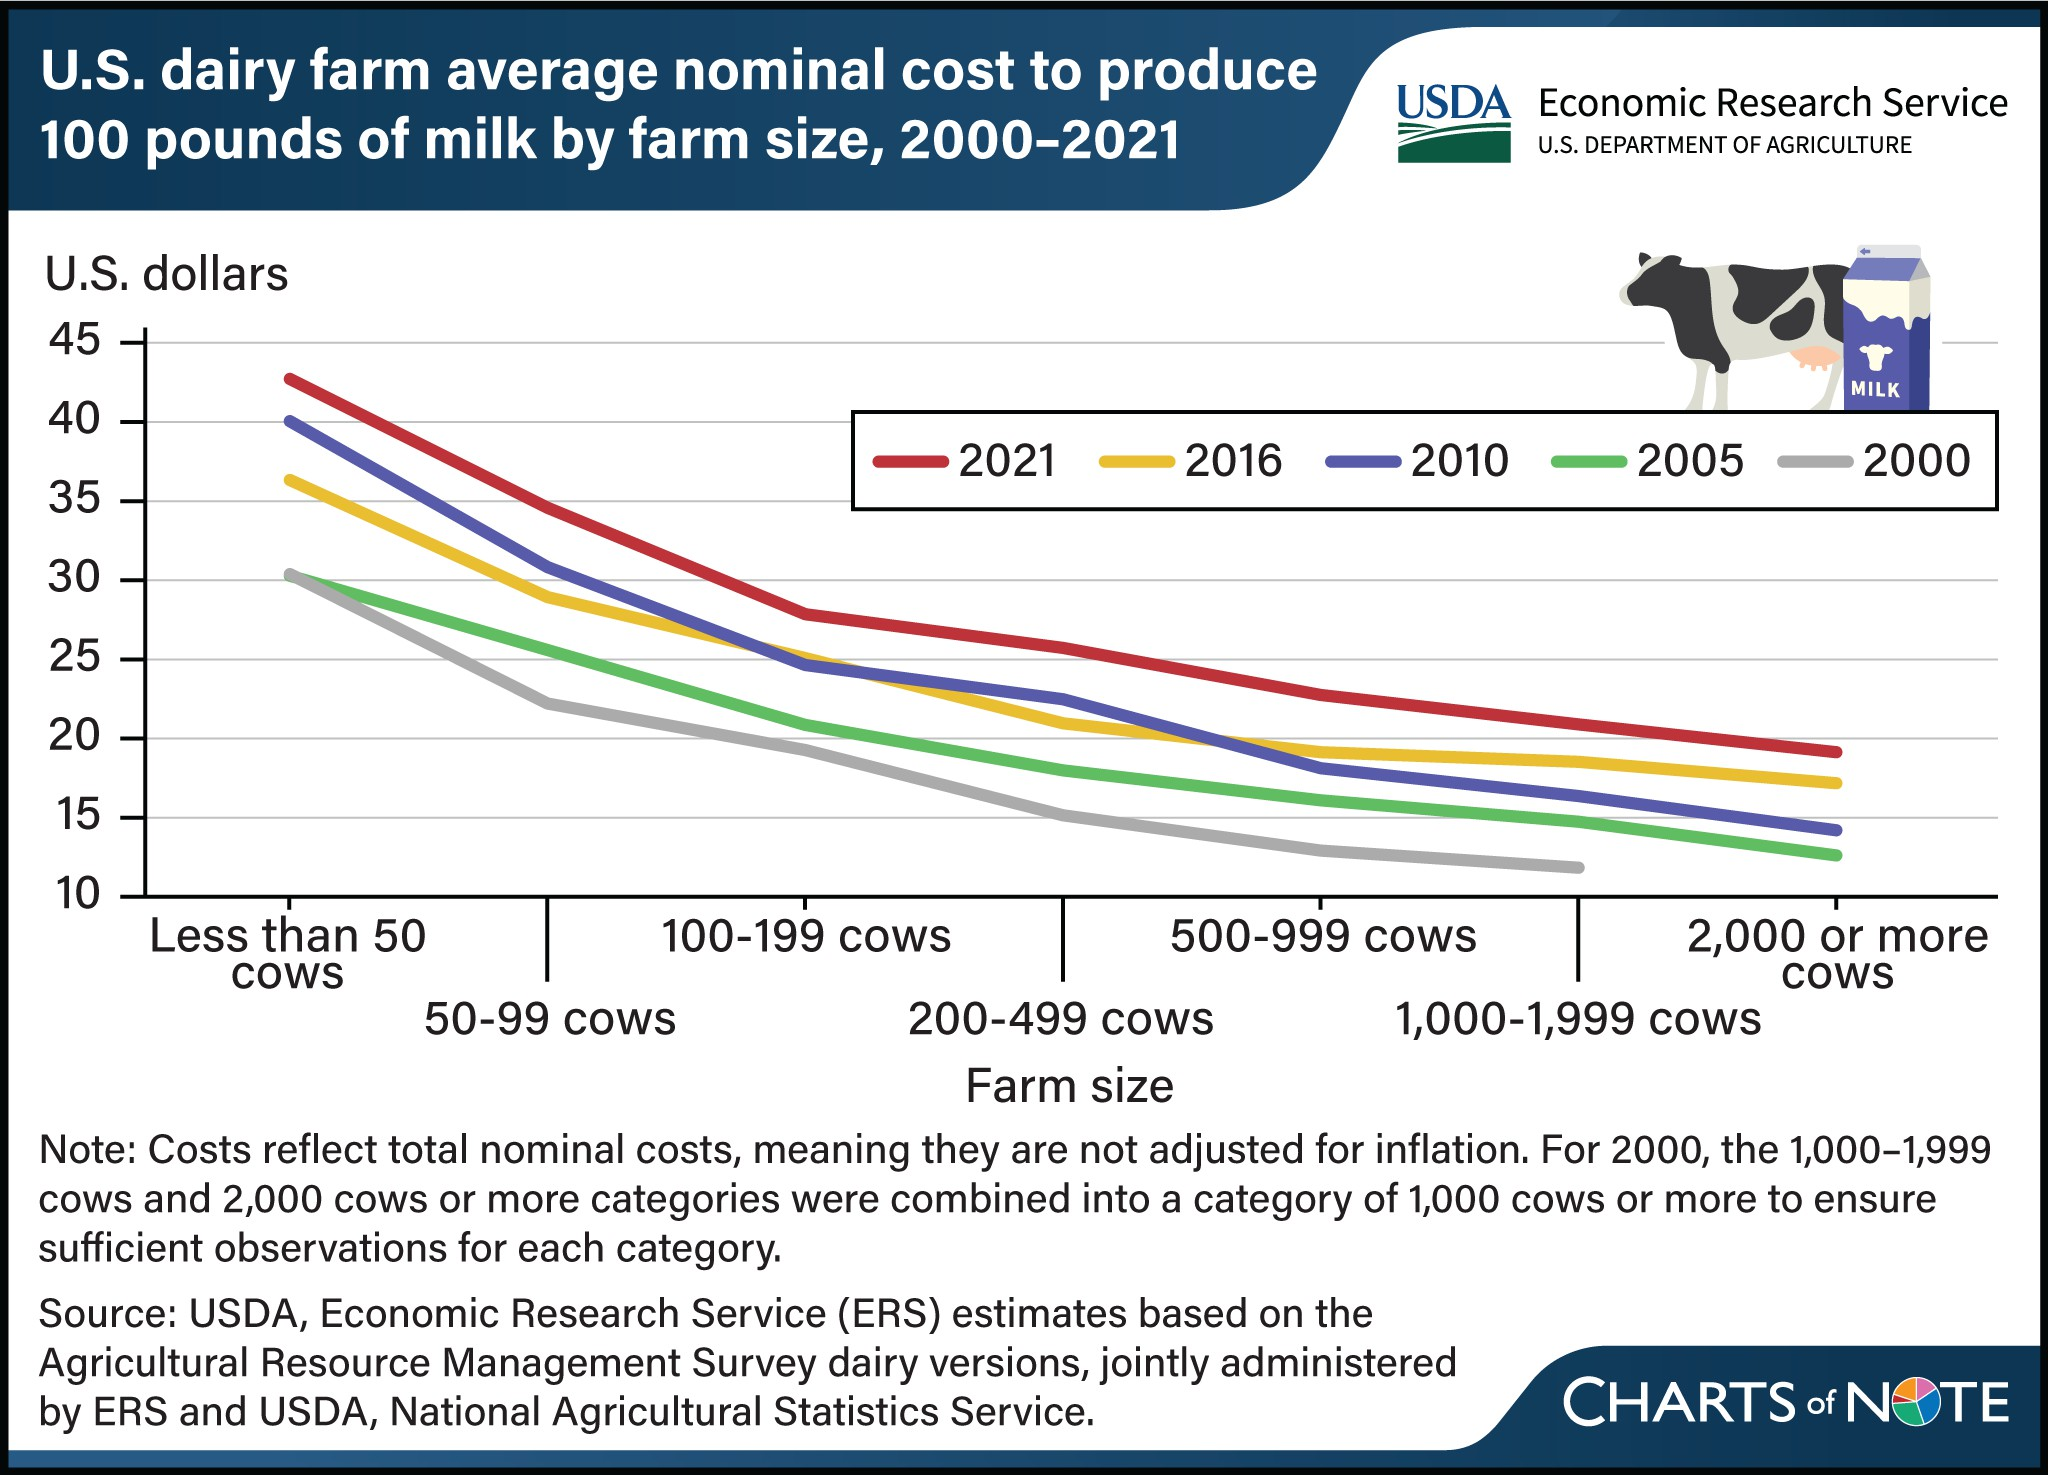 U.S. dairy farm average nominal cost to produce
100 pounds of milk by farm size, 2000–2021
USDA
Economic Research Service
U.S. DEPARTMENT OF AGRICULTURE
U.S. dollars
MILK
2021 2016 2010 2005 2000
45
40
35
30
25
20
15
10
Less than 50
cows
50-99 cows
100-199 cows
200-499 cows
500-999 cows
1,000-1,999 cows
2,000 or more
cows
Farm size
Note: Costs reflect total nominal costs, meaning they are not adjusted for inflation. For 2000, the 1,000–1,999
cows and 2,000 cows or more categories were combined into a category of 1,000 cows or more to ensure
sufficient observations for each category.
Source: USDA, Economic Research Service (ERS) estimates based on the
Agricultural Resource Management Survey dairy versions, jointly administered
by ERS and USDA, National Agricultural Statistics Service.
CHARTS of NOTE